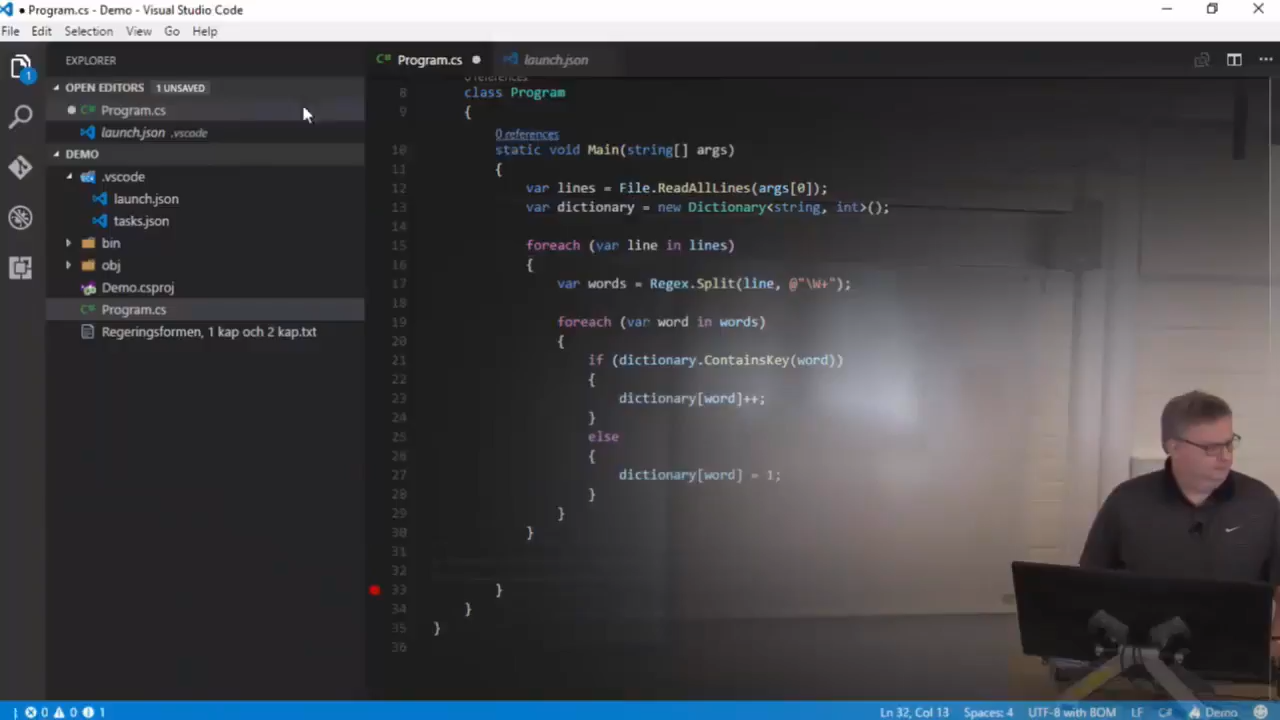 ● Program.cs - Demo - Visual Studio Code
File Edit Selection View Go Help
EXPLORER
OPEN EDITORS 1 UNSAVED
Program.cs
launch.json .vscode
DEMO
.vscode
launch.json
tasks.json
bin
obj
Demo.csproj
C# Program.cs
Regeringsformen, 1 kap och 2 kap.txt
1
C# Program.cs ● launch.json
0 references
8 class Program
9 {
0 references
10 static void Main(string[] args)
11 {
12 var lines = File.ReadAllLines(args[0]);
13 var dictionary = new Dictionary<string, int>();
14
15 foreach (var line in lines)
16 {
17 var words = Regex.Split(line, @"\W+");
18
19 foreach (var word in words)
20 {
21 if (dictionary.ContainsKey(word))
22 {
23 dictionary[word]++;
24 }
25 else
26 {
27 dictionary[word] = 1;
28 }
29 }
30 }
31
32
33 }
34 }
35 }
36
0 0 1 Ln 32, Col 13 Spaces: 4 UTF-8 with BOM LF C# Demo